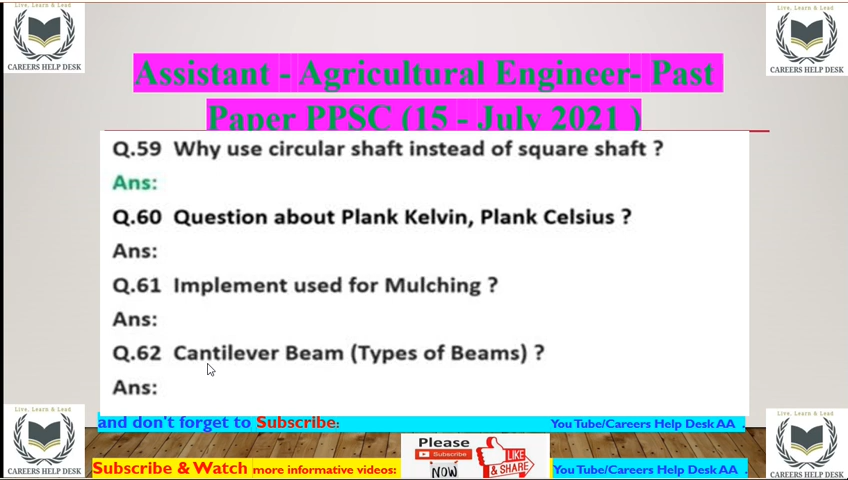 Live, Learn & Lead
CAREERS HELP DESK
Live, Learn & Lead
CAREERS HELP DESK
Assistant - Agricultural Engineer- Past
Paper PPSC (15 - July 2021 )
Q.59 Why use circular shaft instead of square shaft ?
Ans:
Q.60 Question about Plank Kelvin, Plank Celsius ?
Ans:
Q.61 Implement used for Mulching ?
Ans:
Q.62 Cantilever Beam (Types of Beams) ?
Ans:
and don't forget to Subscribe: You Tube/Careers Help Desk AA .
Live, Learn & Lead
CAREERS HELP DESK
Please
Subscribe
NOW
LIKE
& SHARE
Subscribe & Watch more informative videos: You Tube/Careers Help Desk AA .
Live, Learn & Lead
CAREERS HELP DESK